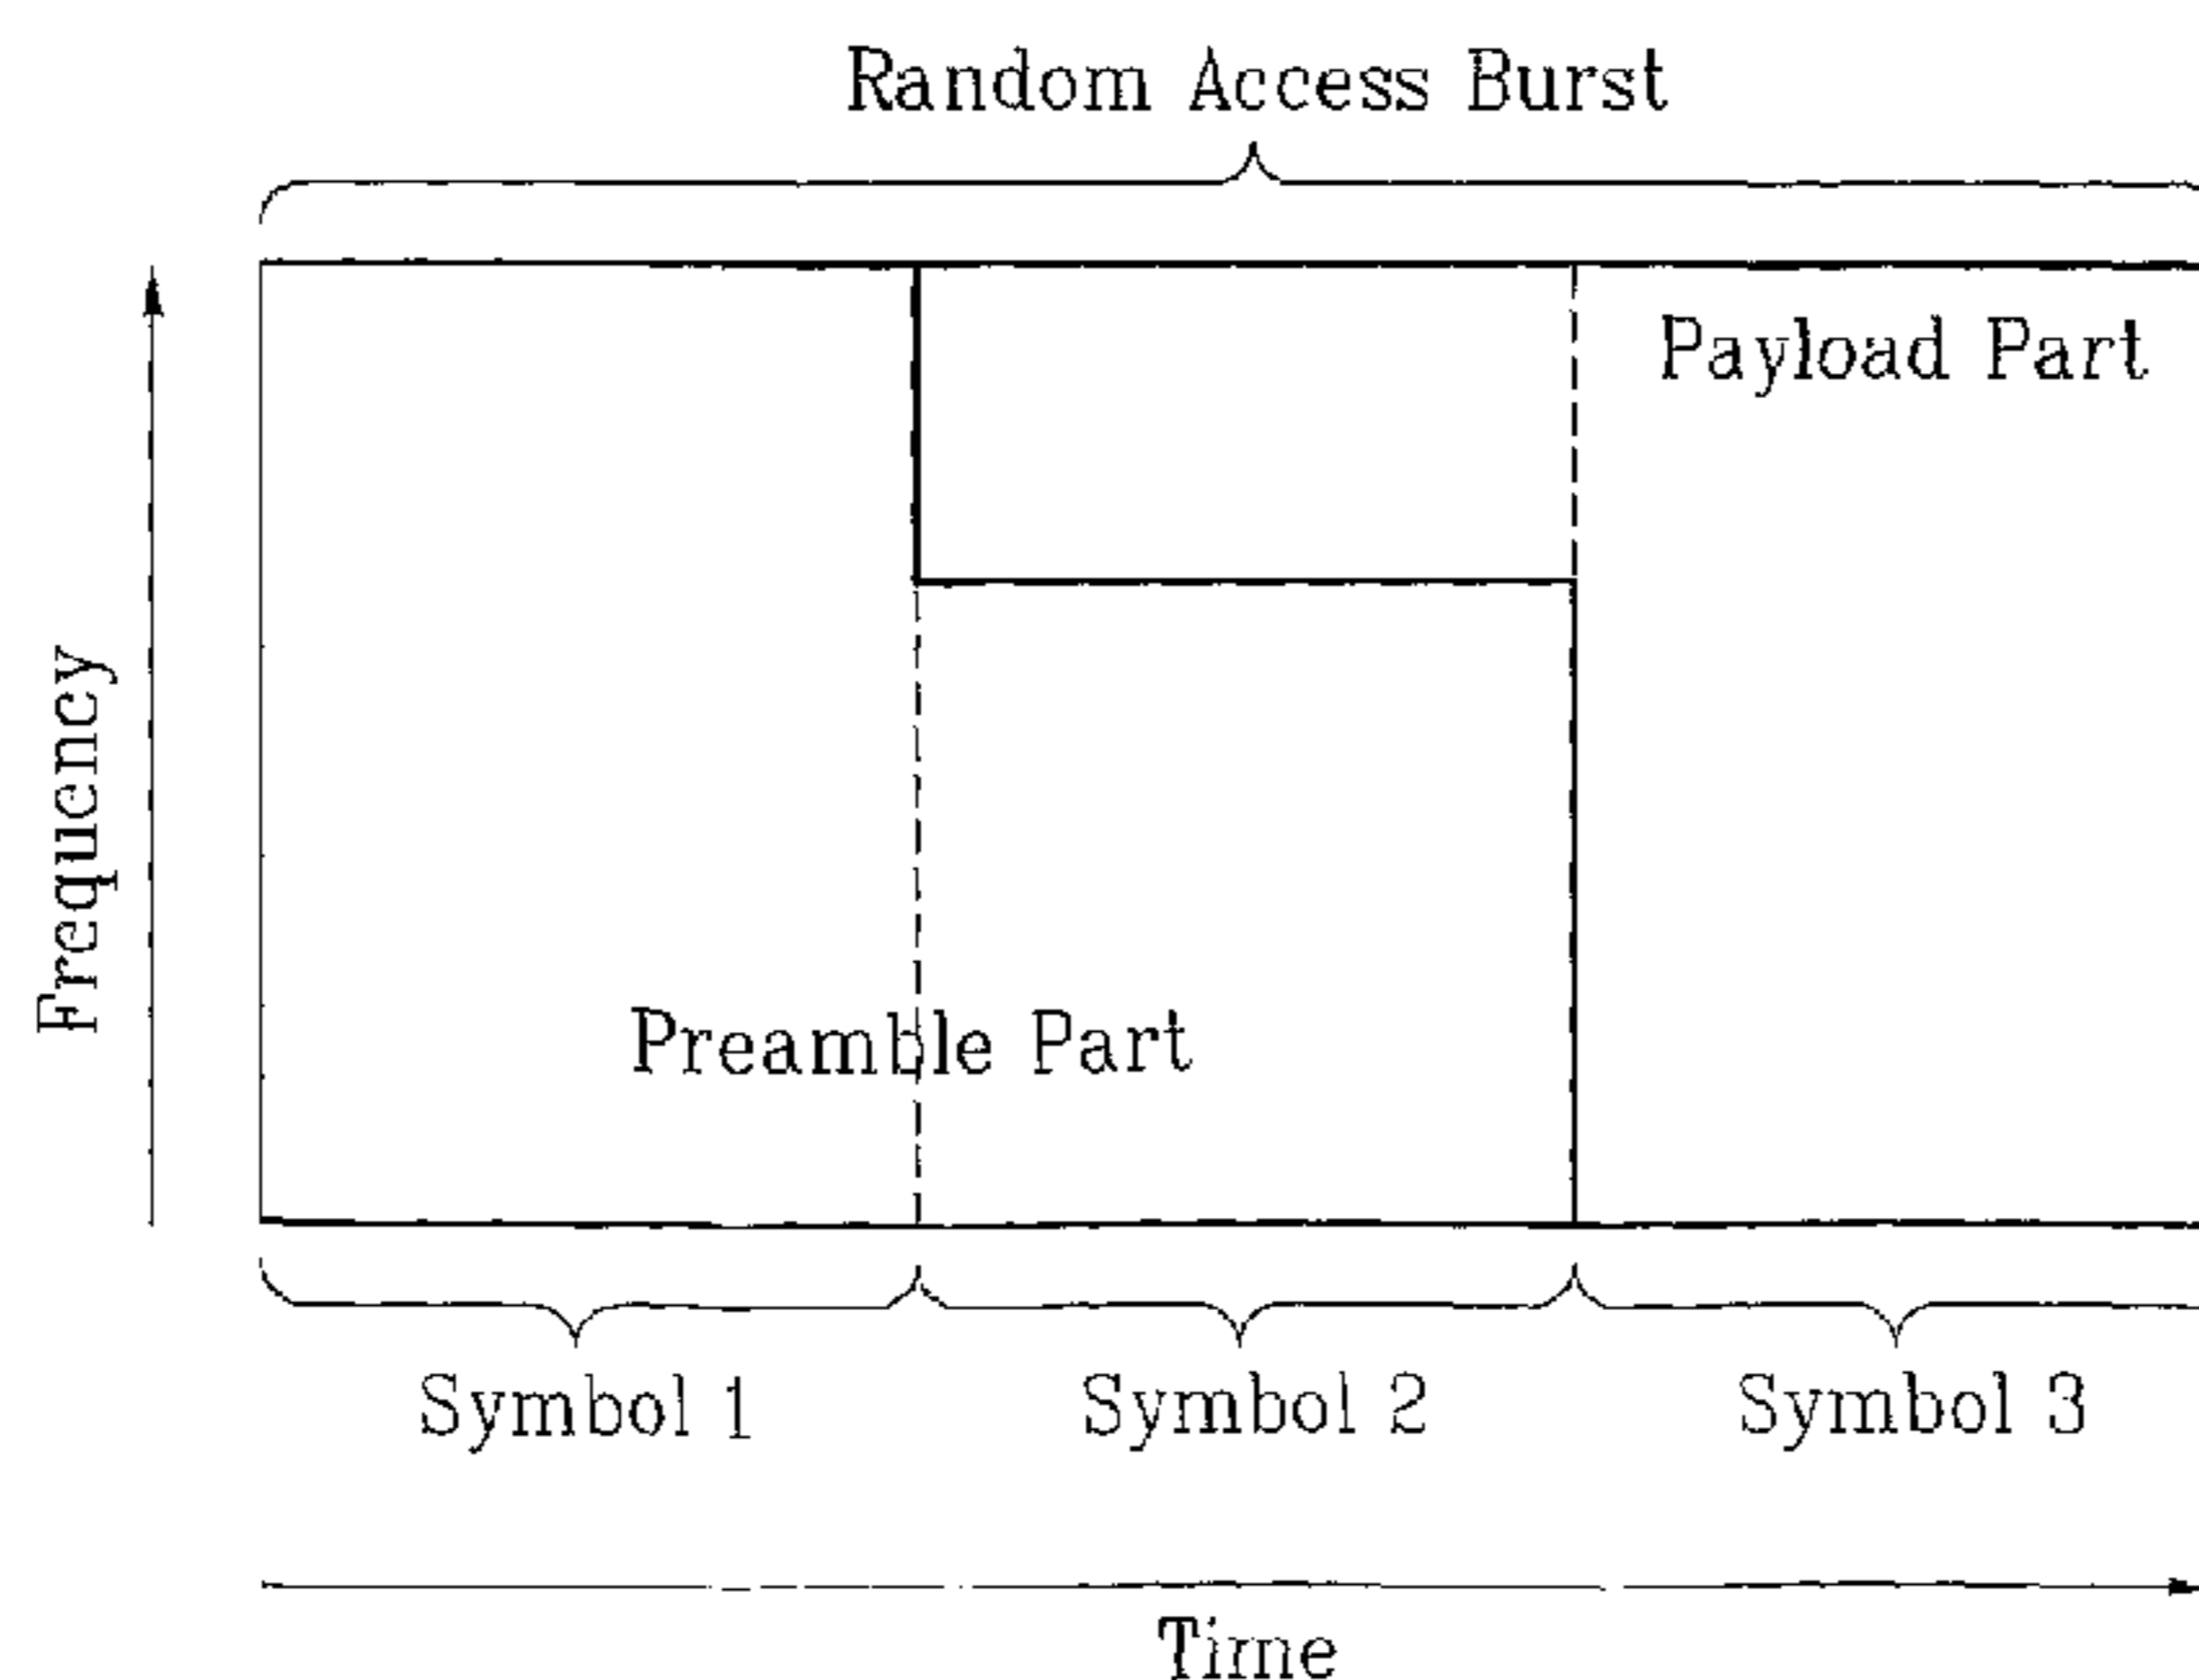 Random Access Burst
Payload Part
Frequency
Preamble Part
Symbol 1
Symbol 2
Symbol 3
Time